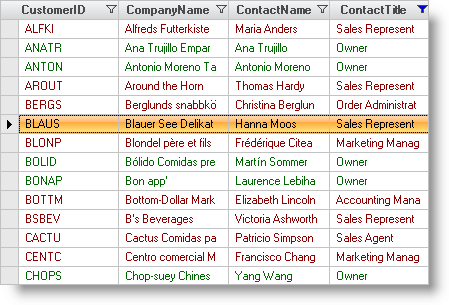 CustomerID CompanyName ContactName ContactTitle
ALFKI Alfreds Futterkiste Maria Anders Sales Represent
ANATR Ana Trujillo Empar Ana Trujillo Owner
ANTON Antonio Moreno Ta Antonio Moreno Owner
AROUT Around the Horn Thomas Hardy Sales Represent
BERGS Berglunds snabbkö Christina Berglun Order Administrat
BLAUS Blauer See Delikat Hanna Moos Sales Represent
BLONP Blondel père et fils Frédérique Citea Marketing Manag
BOLID Bólido Comidas pre Martín Sommer Owner
BONAP Bon app' Laurence Lebiha Owner
BOTTM Bottom-Dollar Mark Elizabeth Lincoln Accounting Mana
BSBEV B's Beverages Victoria Ashworth Sales Represent
CACTU Cactus Comidas pa Patricio Simpson Sales Agent
CENTC Centro comercial M Francisco Chang Marketing Manag
CHOPS Chop-suey Chines Yang Wang Owner